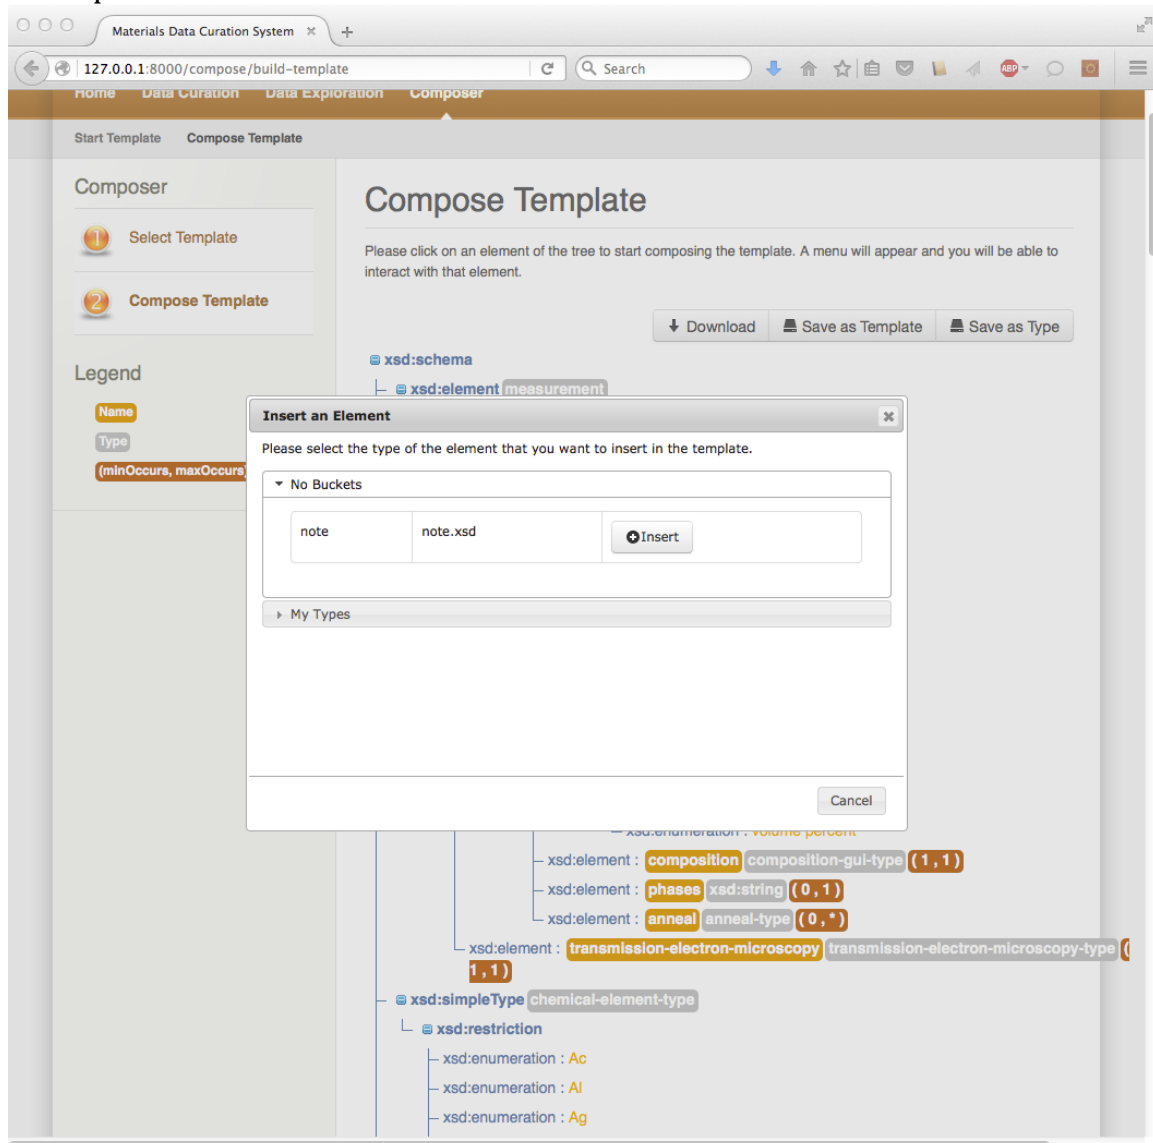 Materials Data Curation System
127.0.0.1:8000/compose/build-template
Search
ABP
Home Data Curation Data Exploration Composer
Start Template Compose Template
Composer
1 Select Template
2 Compose Template
Legend
Name
Type
(minOccurs, maxOccurs)
Compose Template
Please click on an element of the tree to start composing the template. A menu will appear and you will be able to
interact with that element.
Download Save as Template Save as Type
xsd:schema
xsd:element measurement
Insert an Element
Please select the type of the element that you want to insert in the template.
No Buckets
note note.xsd Insert
My Types
Cancel
xsd:enumeration : volume percent
xsd:element : composition composition-gui-type ( 1 , 1 )
xsd:element : phases xsd:string ( 0 , 1 )
xsd:element : anneal anneal-type ( 0 , * )
xsd:element : transmission-electron-microscopy transmission-electron-microscopy-type (
1 , 1 )
xsd:simpleType chemical-element-type
xsd:restriction
xsd:enumeration : Ac
xsd:enumeration : Al
xsd:enumeration : Ag